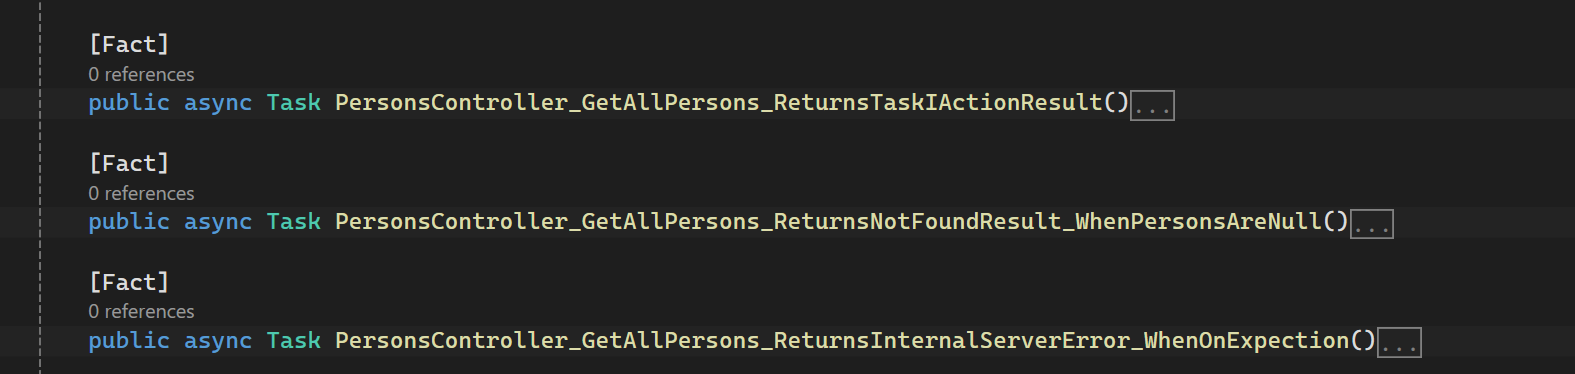 [Fact]
0 references
public async Task PersonsController_GetAllPersons_ReturnsTaskIActionResult()...
[Fact]
0 references
public async Task PersonsController_GetAllPersons_ReturnsNotFoundResult_WhenPersonsAreNull()...
[Fact]
0 references
public async Task PersonsController_GetAllPersons_ReturnsInternalServerError_WhenOnExpection()...